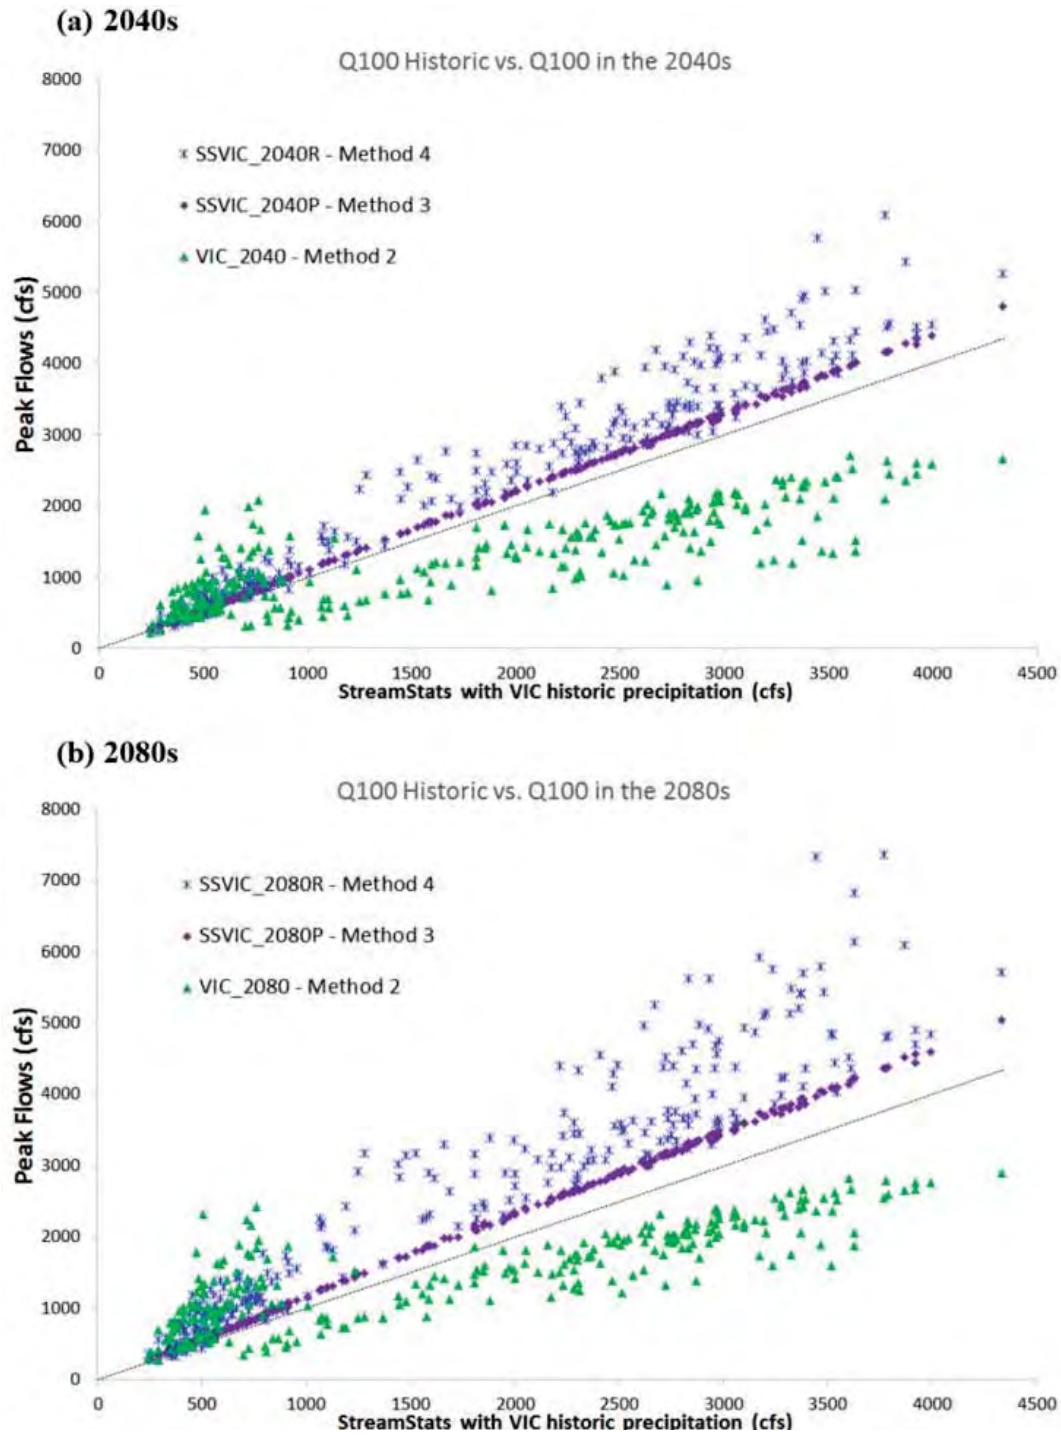 (a) 2040s
Q100 Historic vs. Q100 in the 2040s
8000
7000
6000
5000
4000
3000
2000
1000
0
Peak Flows (cfs)
SSVIC_2040R - Method 4
SSVIC_2040P - Method 3
VIC_2040 - Method 2
0 500 1000 1500 2000 2500 3000 3500 4000 4500
StreamStats with VIC historic precipitation (cfs)
(b) 2080s
Q100 Historic vs. Q100 in the 2080s
8000
7000
6000
5000
4000
3000
2000
1000
0
Peak Flows (cfs)
SSVIC_2080R - Method 4
SSVIC_2080P - Method 3
VIC_2080 - Method 2
0 500 1000 1500 2000 2500 3000 3500 4000 4500
StreamStats with VIC historic precipitation (cfs)